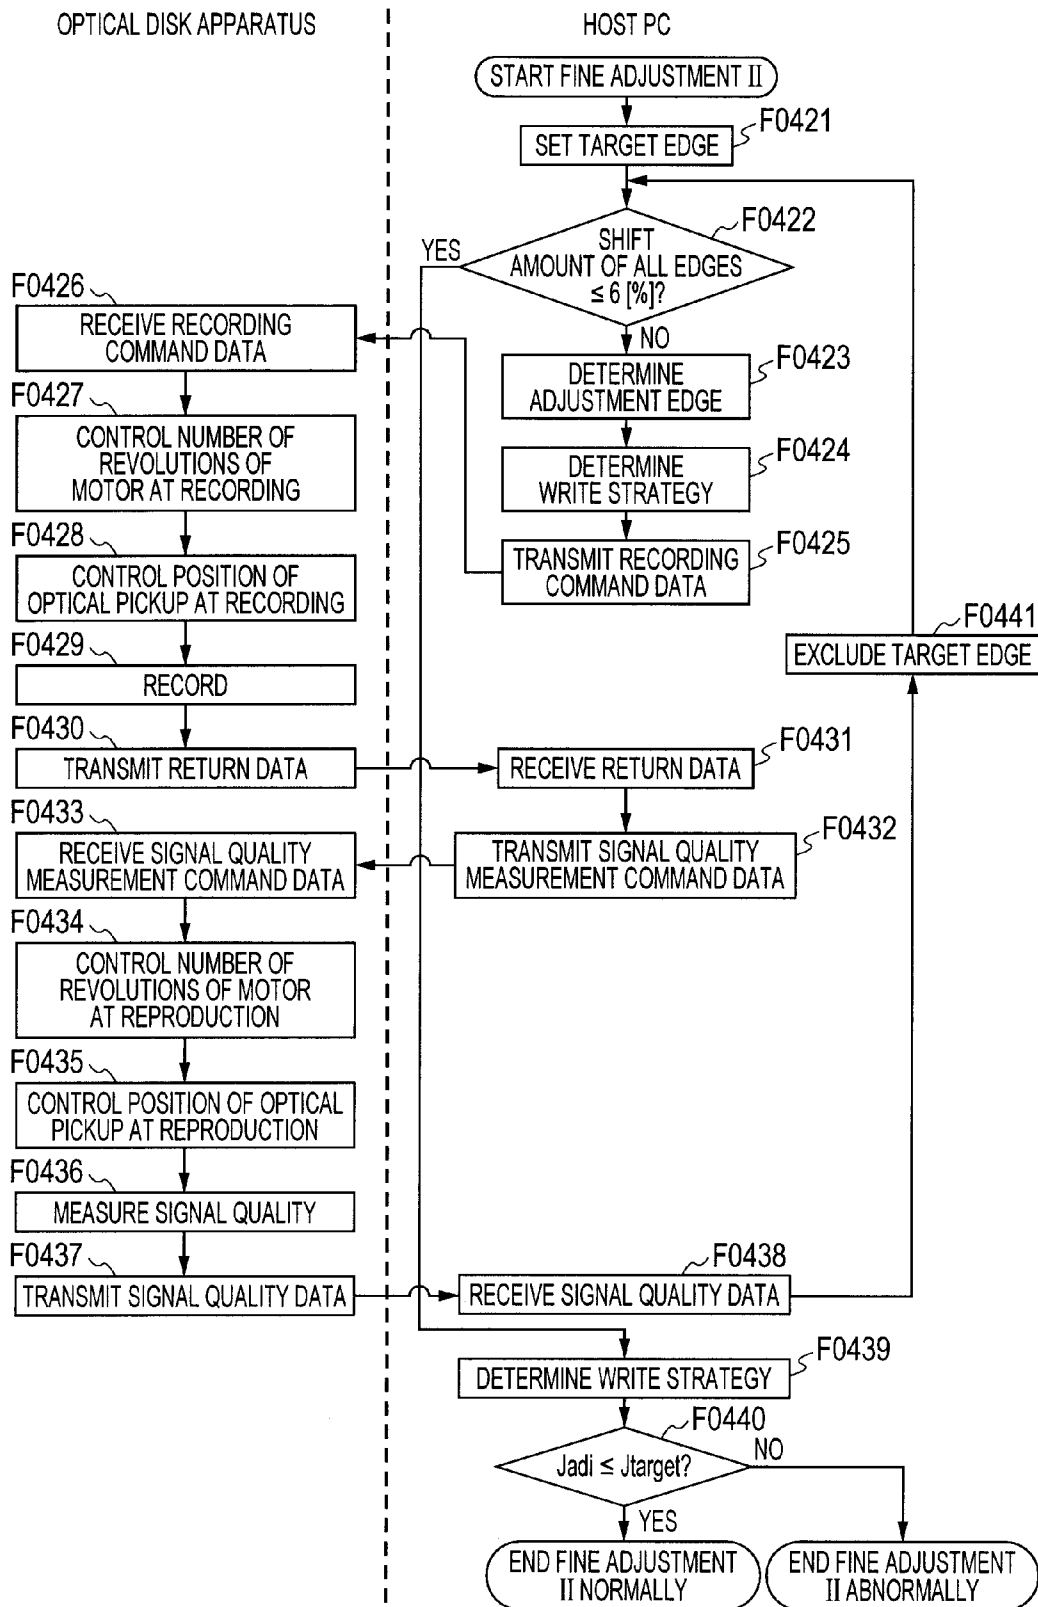 OPTICAL DISK APPARATUS
HOST PC
START FINE ADJUSTMENT II
F0421
SET TARGET EDGE
F0422
SHIFT
AMOUNT OF ALL EDGES
≤ 6 [%]?
YES
NO
F0423
DETERMINE
ADJUSTMENT EDGE
F0424
DETERMINE
WRITE STRATEGY
F0425
TRANSMIT RECORDING
COMMAND DATA
F0426
RECEIVE RECORDING
COMMAND DATA
F0427
CONTROL NUMBER OF
REVOLUTIONS OF
MOTOR AT RECORDING
F0428
CONTROL POSITION OF
OPTICAL PICKUP AT RECORDING
F0429
RECORD
F0430
TRANSMIT RETURN DATA
F0431
RECEIVE RETURN DATA
F0432
TRANSMIT SIGNAL QUALITY
MEASUREMENT COMMAND DATA
F0433
RECEIVE SIGNAL QUALITY
MEASUREMENT COMMAND DATA
F0434
CONTROL NUMBER OF
REVOLUTIONS OF MOTOR
AT REPRODUCTION
F0435
CONTROL POSITION OF OPTICAL
PICKUP AT REPRODUCTION
F0436
MEASURE SIGNAL QUALITY
F0437
TRANSMIT SIGNAL QUALITY DATA
F0438
RECEIVE SIGNAL QUALITY DATA
F0441
EXCLUDE TARGET EDGE
F0439
DETERMINE WRITE STRATEGY
F0440
Jadi ≤ Jtarget?
NO
YES
END FINE ADJUSTMENT
II NORMALLY
END FINE ADJUSTMENT
II ABNORMALLY